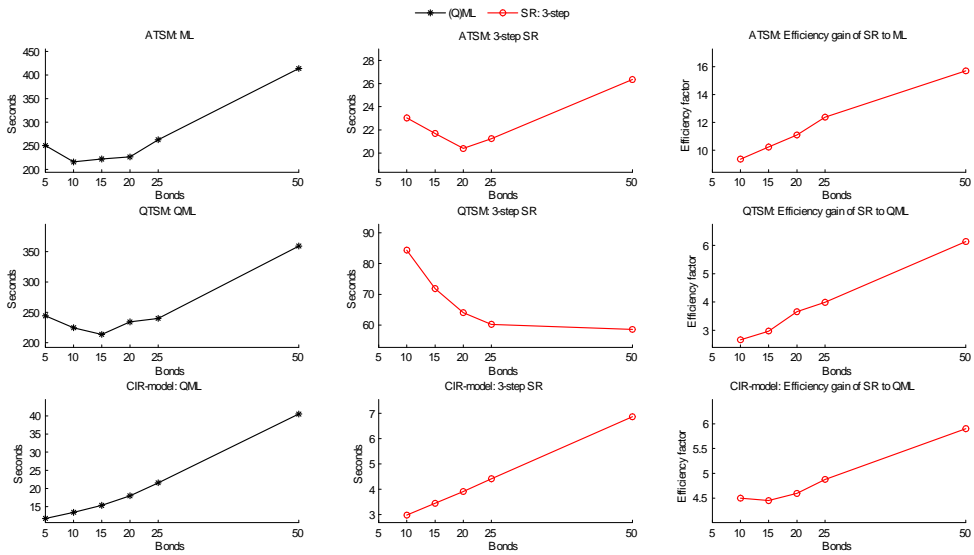 (Q)ML SR: 3-step
ATSM: ML
450
400
350
300
250
200
Seconds
5 10 15 20 25 50
Bonds
ATSM: 3-step SR
28
26
24
22
20
Seconds
5 10 15 20 25 50
Bonds
ATSM: Efficiency gain of SR to ML
16
14
12
10
Efficiency factor
5 10 15 20 25 50
Bonds
QTSM: QML
350
300
250
200
Seconds
5 10 15 20 25 50
Bonds
QTSM: 3-step SR
90
80
70
60
Seconds
5 10 15 20 25 50
Bonds
QTSM: Efficiency gain of SR to QML
6
5
4
3
Efficiency factor
5 10 15 20 25 50
Bonds
CIR-model: QML
40
35
30
25
20
15
Seconds
5 10 15 20 25 50
Bonds
CIR-model: 3-step SR
7
6
5
4
3
Seconds
5 10 15 20 25 50
Bonds
CIR-model: Efficiency gain of SR to QML
6
5.5
5
4.5
Efficiency factor
5 10 15 20 25 50
Bonds